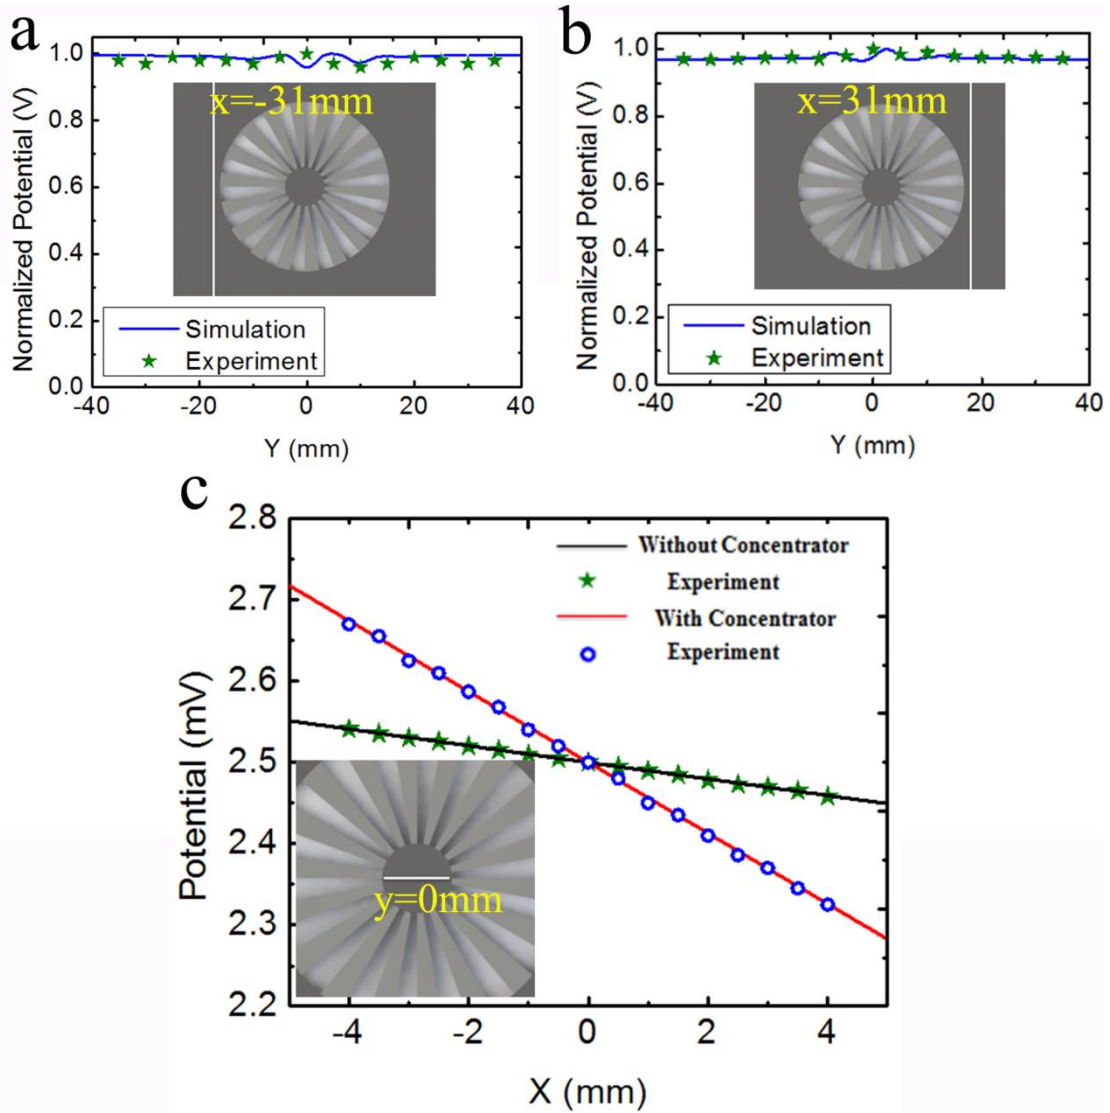 a
Normalized Potential (V)
1.0
0.8
0.6
0.4
0.2
0.0
x=-31mm
Simulation
Experiment
-40
-20
0
20
40
Y (mm)
b
Normalized Potential (V)
1.0
0.8
0.6
0.4
0.2
0.0
x=31mm
Simulation
Experiment
-40
-20
0
20
40
Y (mm)
c
Potential (mV)
2.8
2.7
2.6
2.5
2.4
2.3
2.2
Without Concentrator
Experiment
With Concentrator
Experiment
y=0mm
-4
-2
0
2
4
X (mm)